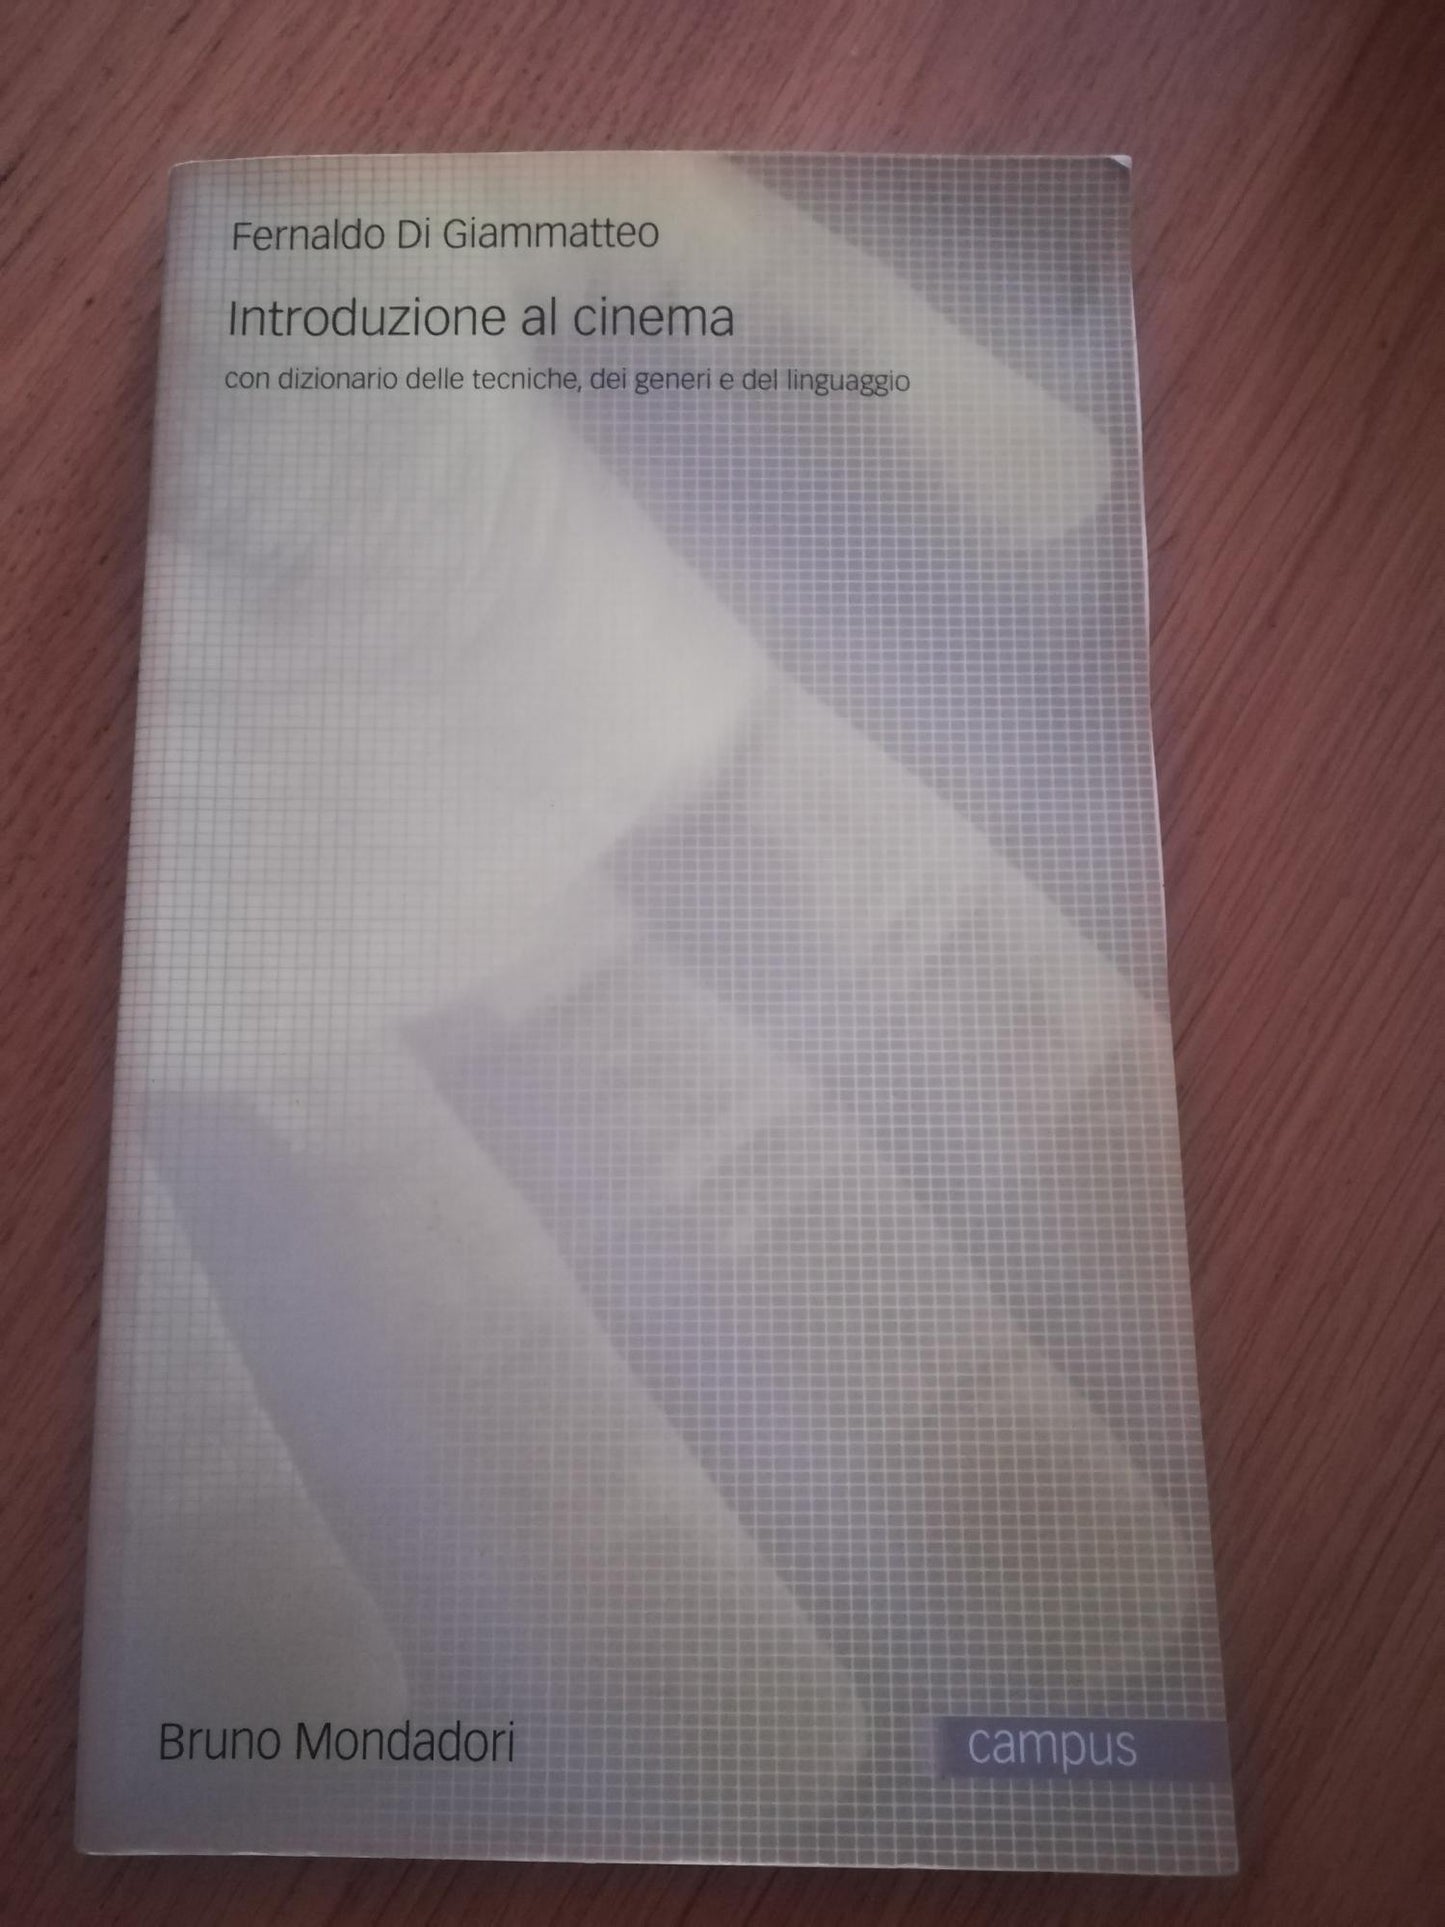 Fernaldo Di Giammatteo
Introduzione al cinema
con dizionario delle tecniche, dei generi e del linguaggio
Bruno Mondadori
campus